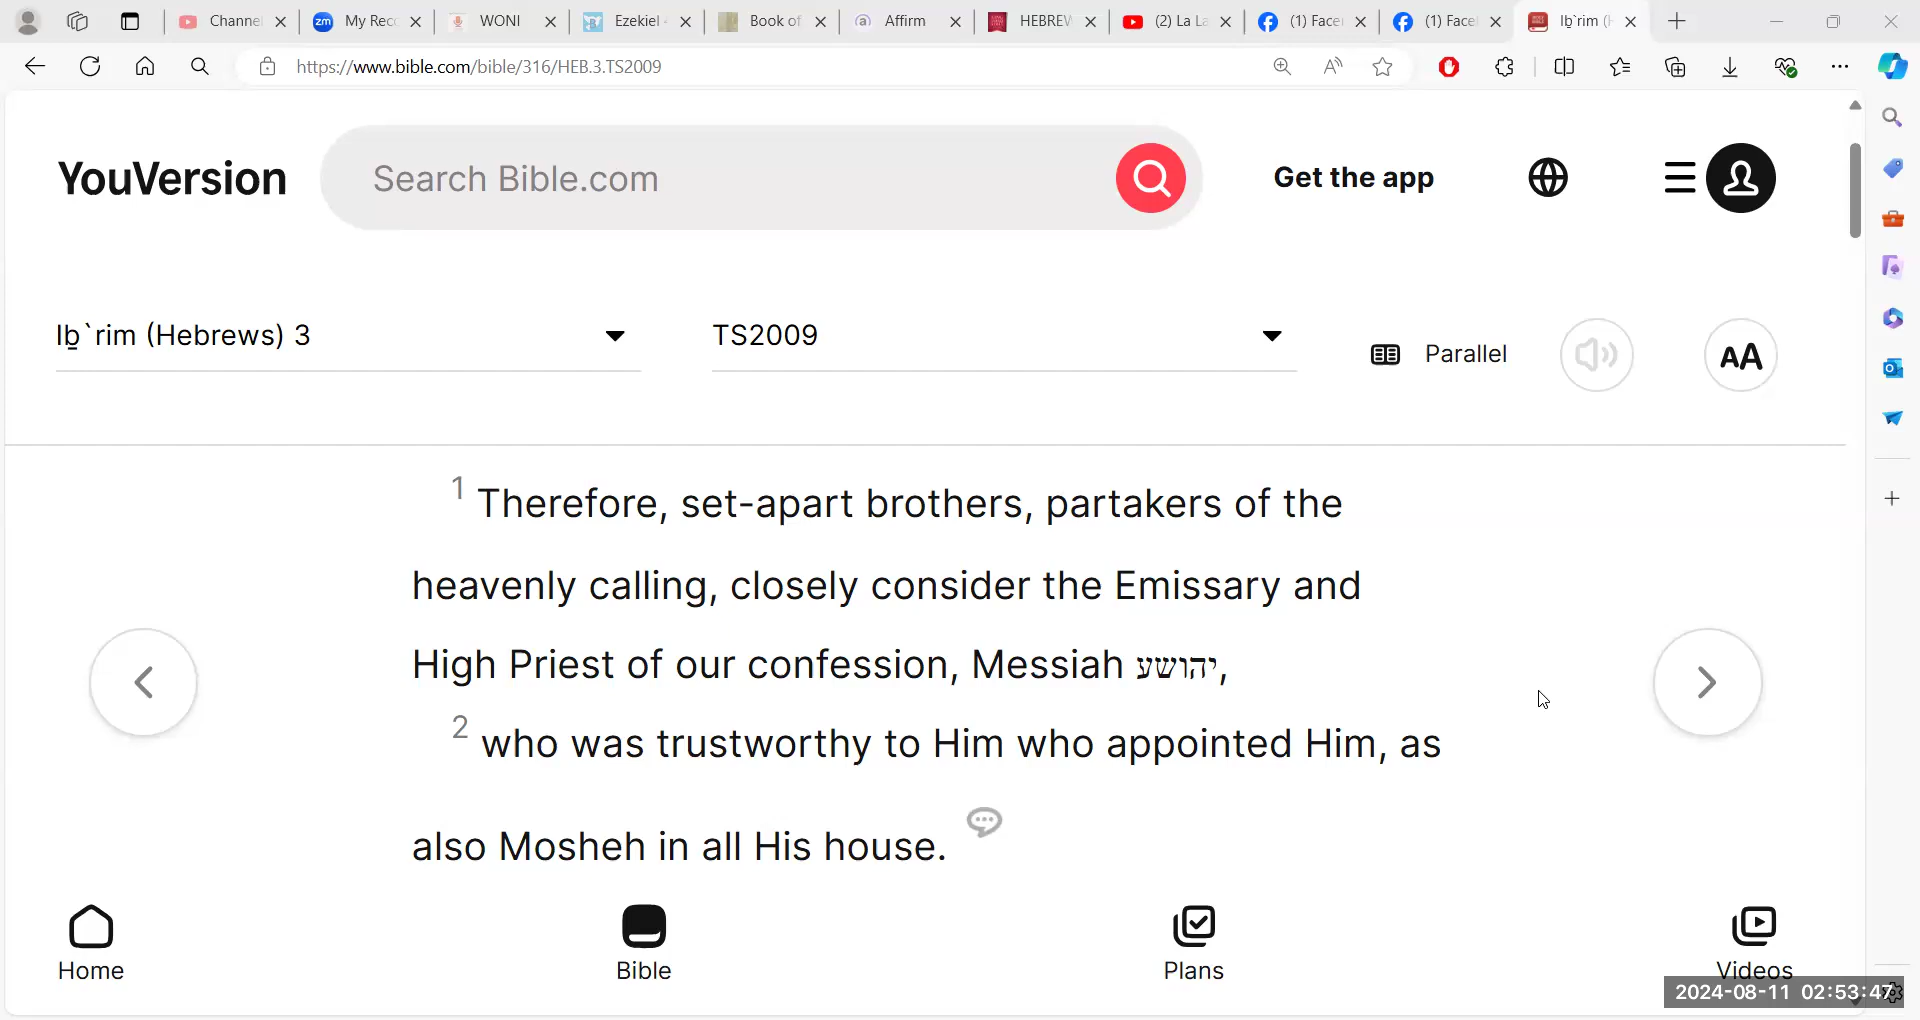 Channe
My Rec
WONI
Ezekiel
Book of
Affirm
HEBREW
(2) La La
(1) Face
(1) Face
Iḇ`rim (H
https://www.bible.com/bible/316/HEB.3.TS2009
YouVersion
Search Bible.com
Get the app
Iḇ`rim (Hebrews) 3
TS2009
Parallel
AA
1 Therefore, set-apart brothers, partakers of the
heavenly calling, closely consider the Emissary and
High Priest of our confession, Messiah יהושע,
2 who was trustworthy to Him who appointed Him, as
also Mosheh in all His house.
Home
Bible
Plans
Videos
2024-08-11 02:53:47